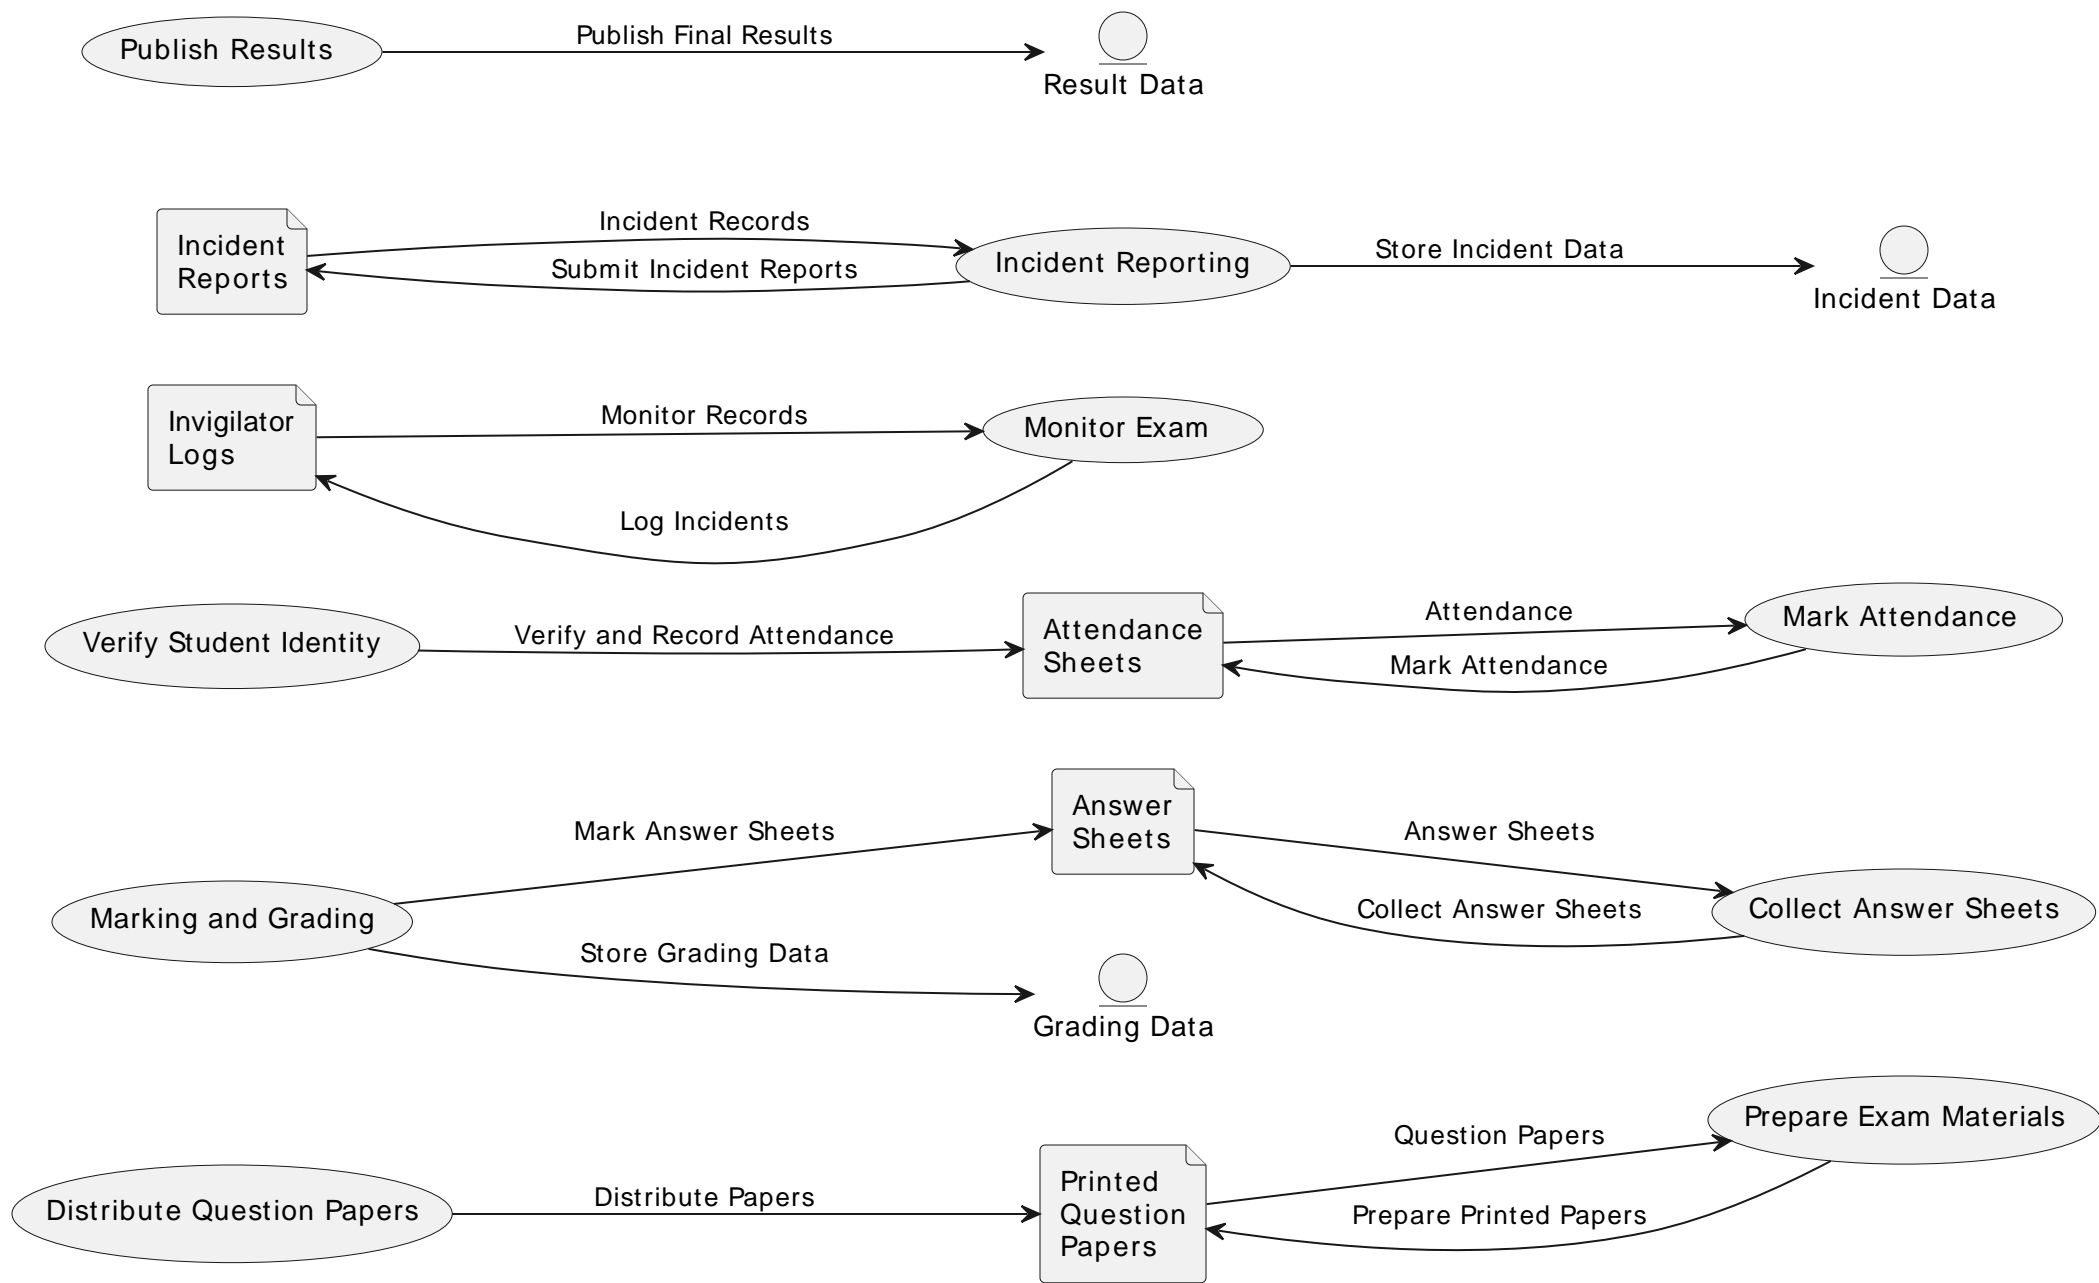 Publish Results
Publish Final Results
Result Data
Incident
Reports
Incident Records
Submit Incident Reports
Incident Reporting
Store Incident Data
Incident Data
Invigilator
Logs
Monitor Records
Monitor Exam
Log Incidents
Verify Student Identity
Verify and Record Attendance
Attendance
Sheets
Attendance
Mark Attendance
Mark Attendance
Marking and Grading
Mark Answer Sheets
Answer
Sheets
Answer Sheets
Collect Answer Sheets
Collect Answer Sheets
Store Grading Data
Grading Data
Distribute Question Papers
Distribute Papers
Printed
Question
Papers
Question Papers
Prepare Printed Papers
Prepare Exam Materials